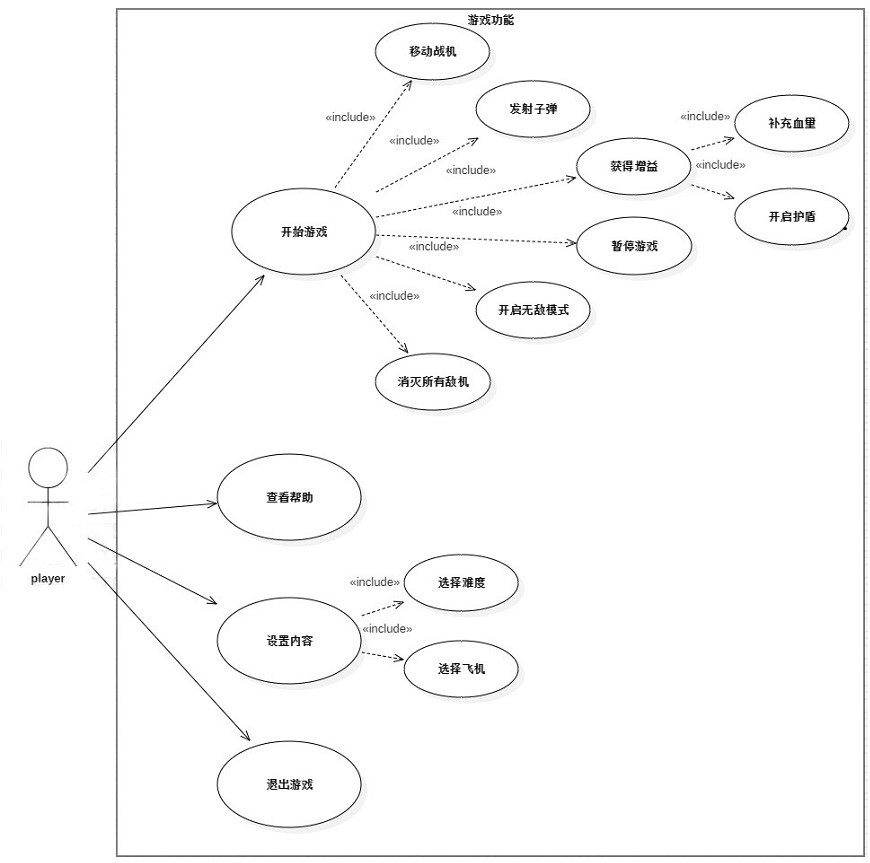 游戏功能
移动战机
«include»
发射子弹
«include»
«include»
获得增益
«include»
补充血量
«include»
开启护盾
开始游戏
«include»
暂停游戏
«include»
开启无敌模式
«include»
消灭所有敌机
查看帮助
player
设置内容
«include»
选择难度
«include»
选择飞机
退出游戏